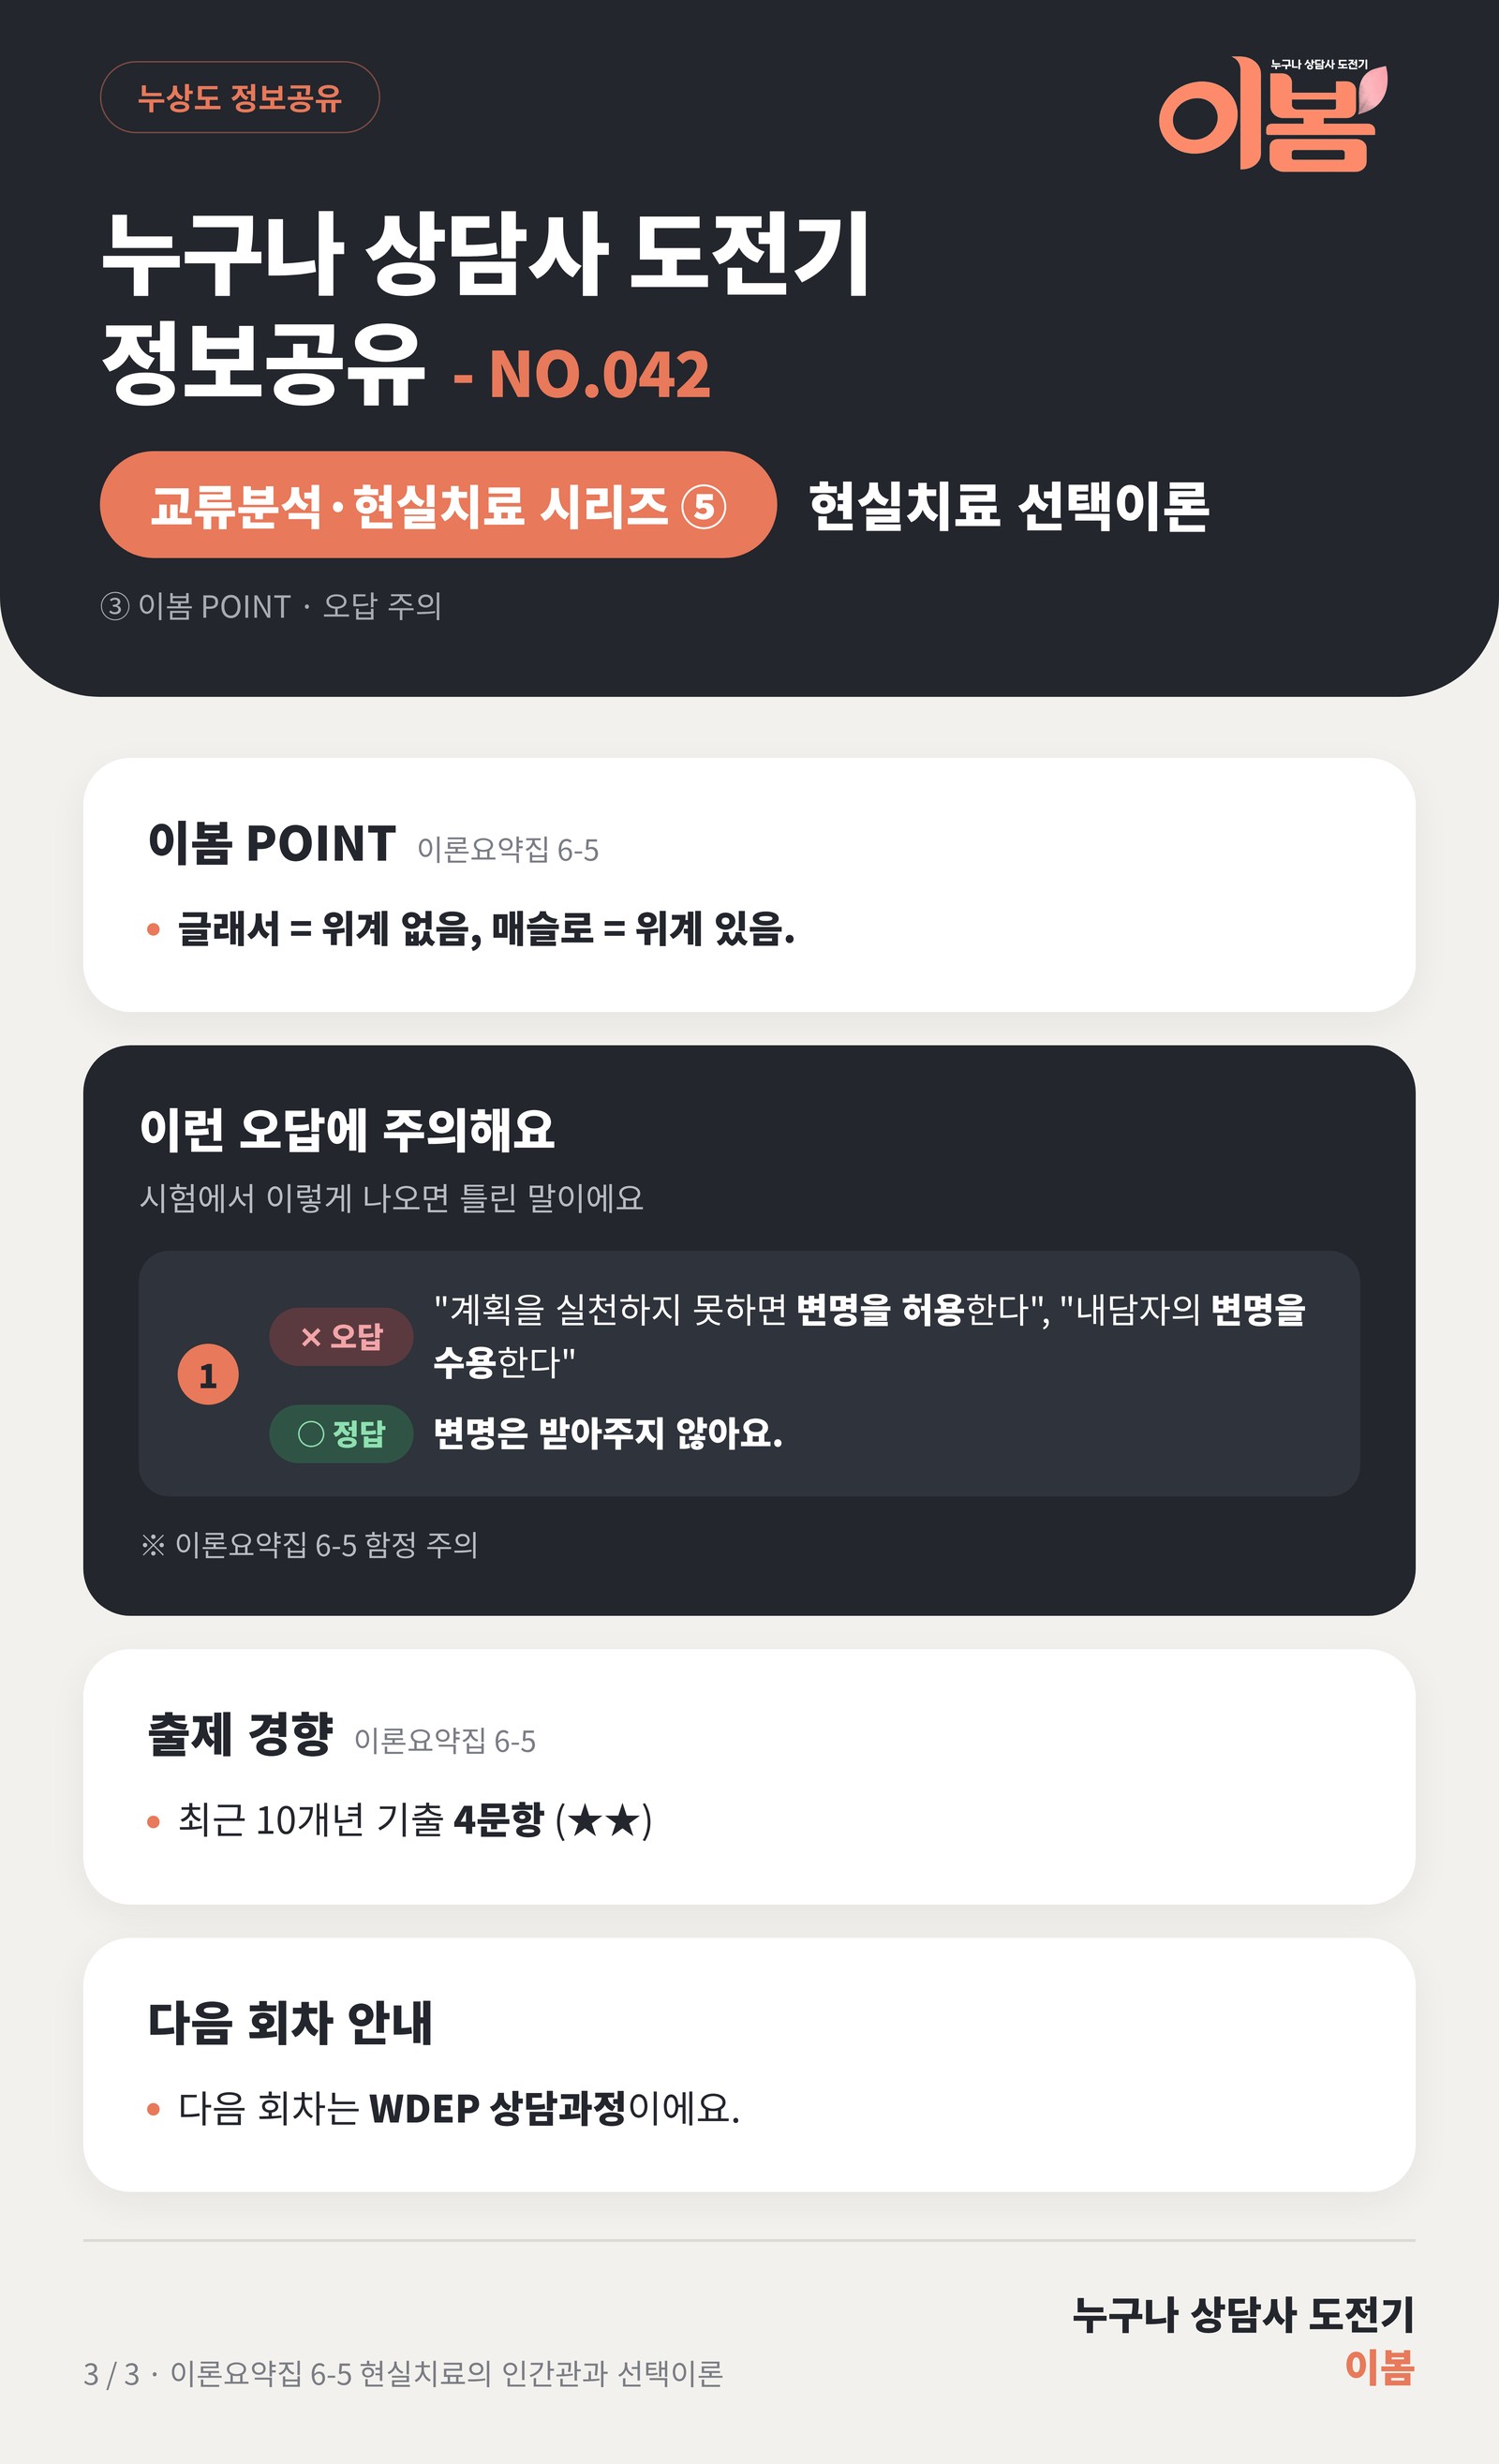 누상도 정보공유
누구나 상담사 도전기
이봄
누구나 상담사 도전기
정보공유 - NO.042
교류분석·현실치료 시리즈 ⑤ 현실치료 선택이론
③ 이봄 POINT · 오답 주의
이봄 POINT 이론요약집 6-5
• 글래서 = 위계 없음, 매슬로 = 위계 있음.
이런 오답에 주의해요
시험에서 이렇게 나오면 틀린 말이에요
1
✕ 오답 "계획을 실천하지 못하면 변명을 허용한다", "내담자의 변명을
수용한다"
○ 정답 변명은 받아주지 않아요.
※ 이론요약집 6-5 함정 주의
출제 경향 이론요약집 6-5
• 최근 10개년 기출 4문항 (★★)
다음 회차 안내
• 다음 회차는 WDEP 상담과정이에요.
누구나 상담사 도전기
3 / 3 · 이론요약집 6-5 현실치료의 인간관과 선택이론
이봄